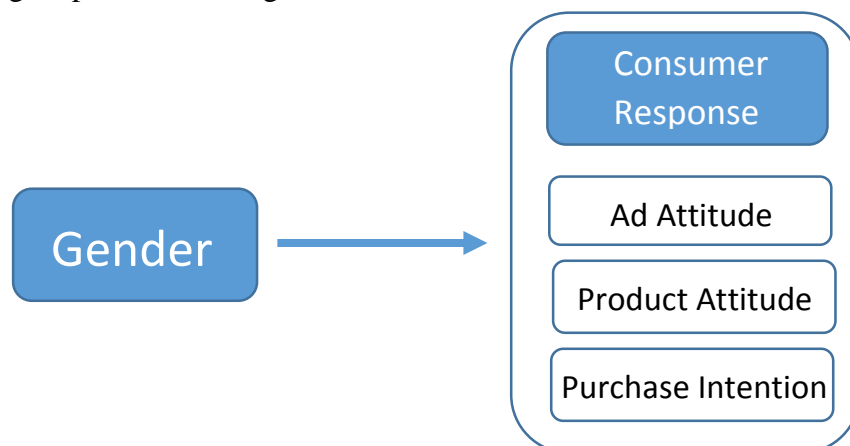 Gender
Consumer
Response
Ad Attitude
Product Attitude
Purchase Intention